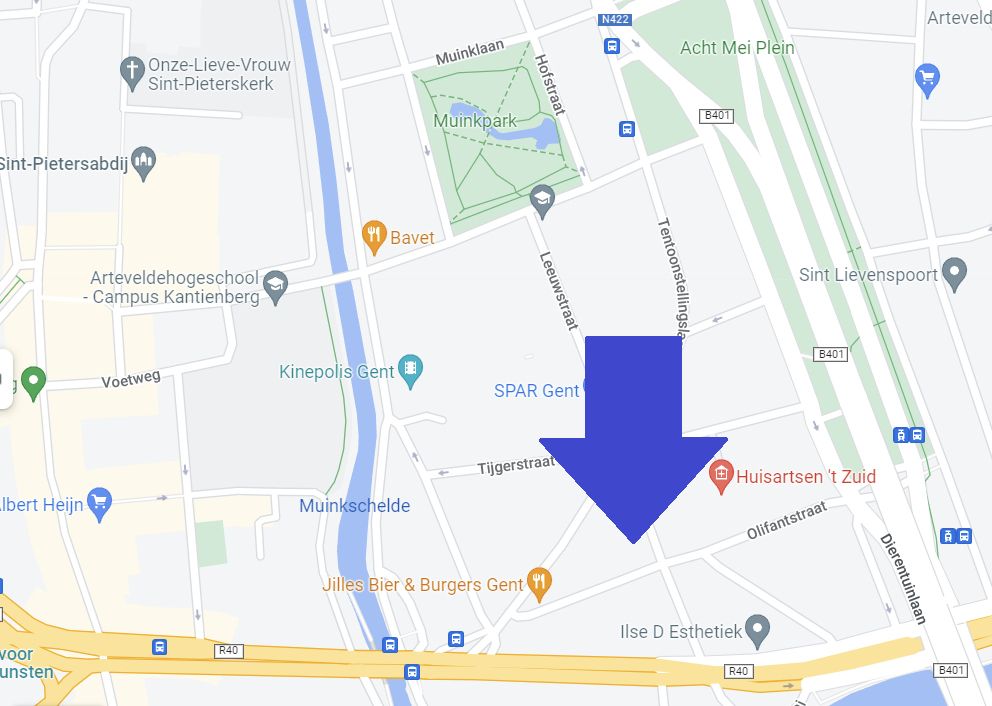 N422
Muinklaan
Arteveld
Acht Mei Plein
Onze-Lieve-Vrouw
Sint-Pieterskerk
Hofstraat
Muinkpark
B401
Sint-Pietersabdij
Bavet
Tentoonstellingsla
Leeuwstraat
Arteveldehogeschool
- Campus Kantienberg
Sint Lievenspoort
B401
Voetweg
Kinepolis Gent
SPAR Gent
g
Tijgerstraat
Huisartsen 't Zuid
lbert Heijn
Muinkschelde
Olifantstraat
Dierentuinlaan
Jilles Bier & Burgers Gent
Ilse D Esthetiek
R40
voor
unsten
R40
B401